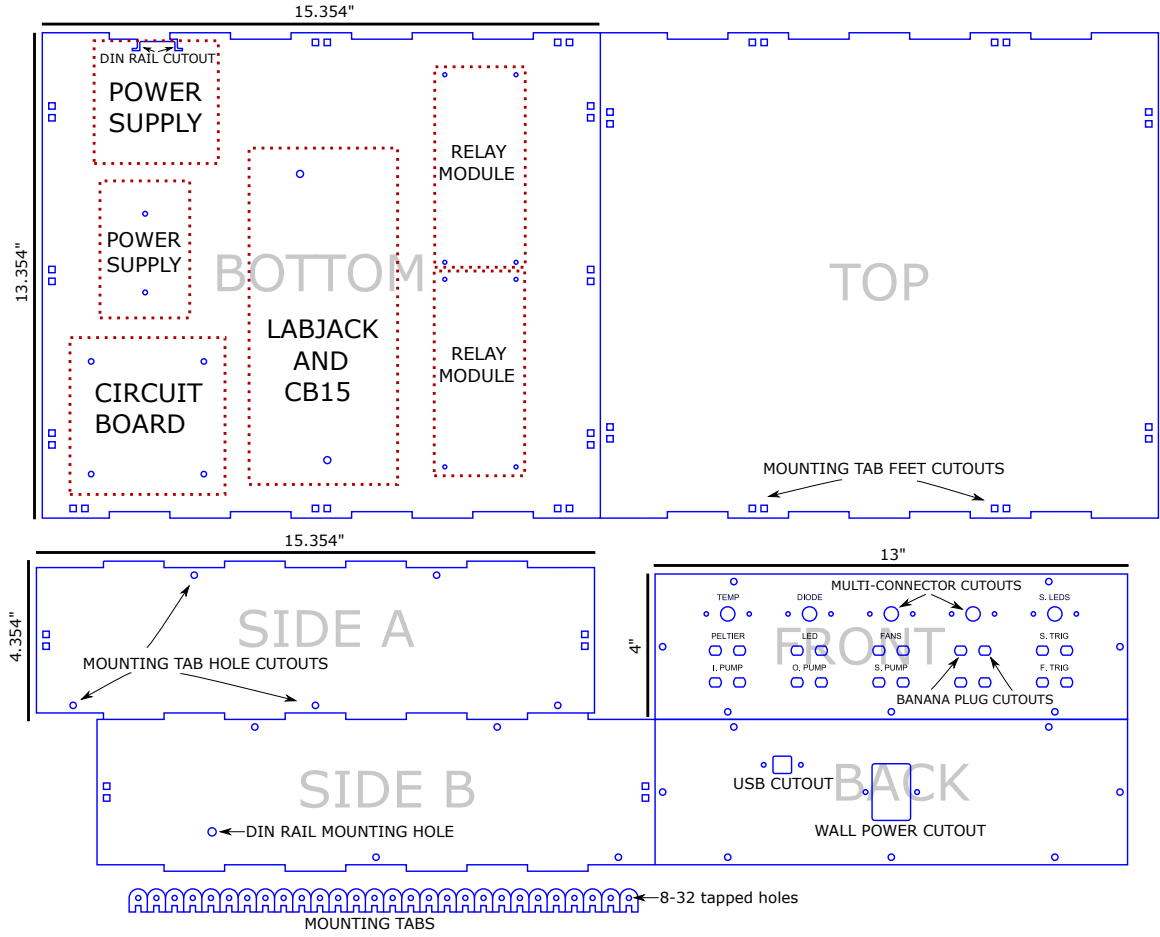 15.354"
DIN RAIL CUTOUT
POWER
SUPPLY
RELAY
MODULE
POWER
SUPPLY
BOTTOM
TOP
13.354"
LABJACK
AND
CB15
RELAY
MODULE
CIRCUIT
BOARD
MOUNTING TAB FEET CUTOUTS
15.354"
13"
4.354"
SIDE A
MOUNTING TAB HOLE CUTOUTS
4"
MULTI-CONNECTOR CUTOUTS
TEMP DIODE S. LEDS
FRONT
PELTIER LED FANS S. TRIG
I. PUMP O. PUMP S. PUMP F. TRIG
BANANA PLUG CUTOUTS
SIDE B
DIN RAIL MOUNTING HOLE
BACK
USB CUTOUT
WALL POWER CUTOUT
8-32 tapped holes
MOUNTING TABS